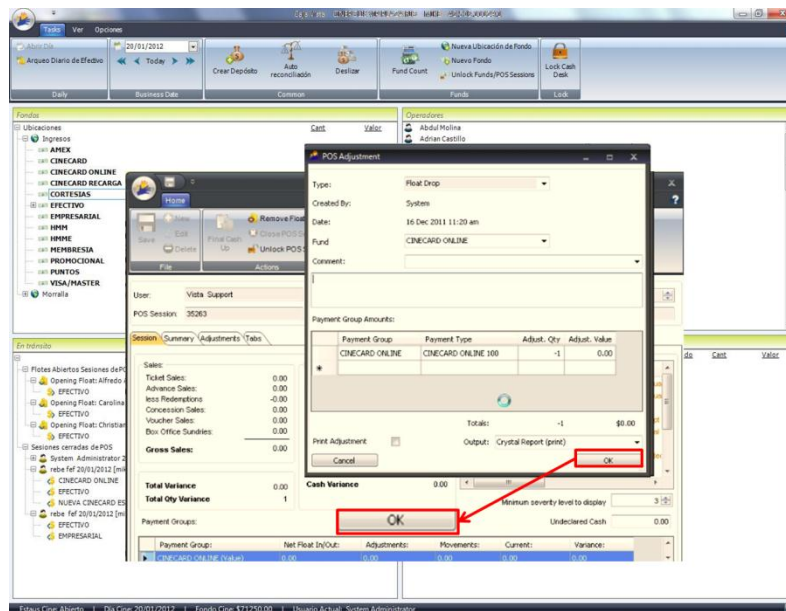 Tasks Ver Opciones
Abrir Día
Arqueo Diario de Efectivo
20/01/2012
Today
Crear Depósito
Auto reconciliación
Deslizar
Fund Count
Nueva Ubicación de Fondo
Nuevo Fondo
Unlock Funds/POS Sessions
Lock Cash Desk
Daily
Business Date
Common
Funds
Lock
Fondos
Ubicaciones Cant Valor
Ingresos
AMEX
CINECARD
CINECARD ONLINE
CINECARD RECARGA
CORTESIAS
EFECTIVO
EMPRESARIAL
HMM
HMME
MEMBRESIA
PROMOCIONAL
PUNTOS
VISA/MASTER
Morralla
Operadores
Abdul Molina
Adrian Castillo
En tránsito
Flotes Abiertos Sesiones de PO
Opening Float: Alfredo
EFECTIVO
Opening Float: Carolina
EFECTIVO
Opening Float: Christian
EFECTIVO
Sesiones cerradas de POS
System Administrator 2
rebe fef 20/01/2012 [mi
CINECARD ONLINE
EFECTIVO
NUEVA CINECARD ES
rebe fef 20/01/2012 [mi
EFECTIVO
EMPRESARIAL
do Cant Valor
Home
Save
New
Edit
Delete
File
Final Cash Up
Remove Float
Close POS S
Unlock POS S
Actions
User: Vista Support
POS Session: 35263
Session Summary Adjustments Tabs
Sales:
Ticket Sales: 0.00
Advance Sales: 0.00
less Redemptions -0.00
Concession Sales: 0.00
Voucher Sales: 0.00
Box Office Sundries: 0.00
Gross Sales: 0.00
Total Variance 0.00
Total Qty Variance 1
Cash Variance 0.00
Minimum severity level to display 3
Undeclared Cash 0.00
Payment Groups:
Payment Group: Net Float In/Out: Adjustments: Movements: Current: Variance:
CINECARD ONLINE (Value) 0.00 0.00 0.00 0.00 0.00
POS Adjustment
Type: Float Drop
Created By: System
Date: 16 Dec 2011 11:20 am
Fund CINECARD ONLINE
Comment:
Payment Group Amounts:
Payment Group Payment Type Adjust. Qty Adjust. Value
CINECARD ONLINE CINECARD ONLINE 100 -1 0.00
Totals: -1 $0.00
Print Adjustment Output: Crystal Report (print)
Cancel OK
OK
Estaus Cine: Abierto | Día Cine: 20/01/2012 | Fondo Cine: $71250.00 | Usuario Actual: System Administrator